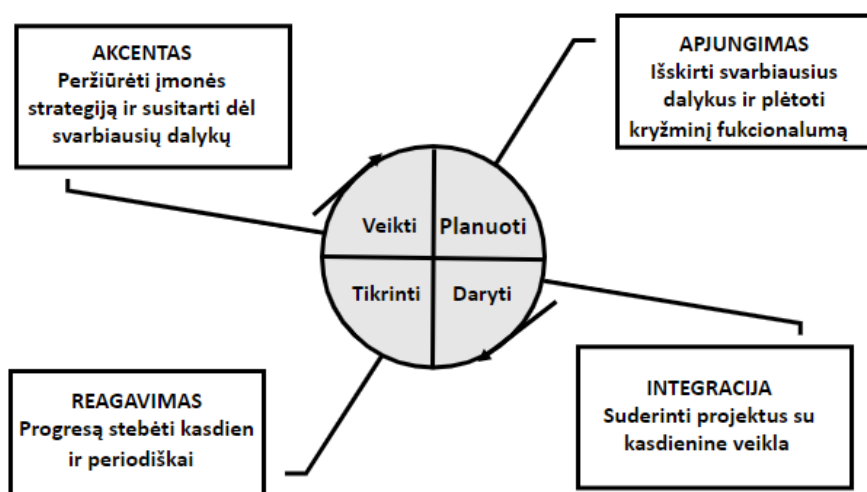 AKCENTAS
Peržiūrėti įmonės
strategiją ir susitarti dėl
svarbiausių dalykų
APJUNGIMAS
Išskirti svarbiausius
dalykus ir plėtoti
kryžminį fukcionalumą
Veikti
Planuoti
Tikrinti
Daryti
REAGAVIMAS
Progresą stebėti kasdien
ir periodiškai
INTEGRACIJA
Suderinti projektus su
kasdienine veikla